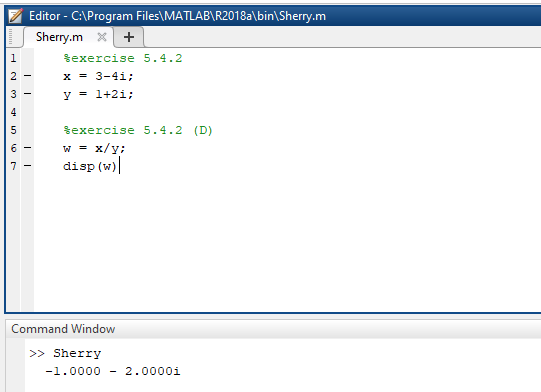 Editor - C:\Program Files\MATLAB\R2018a\bin\Sherry.m
Sherry.m × +
1 %exercise 5.4.2
2 - x = 3-4i;
3 - y = 1+2i;
4
5 %exercise 5.4.2 (D)
6 - w = x/y;
7 - disp(w)
Command Window
>> Sherry
-1.0000 - 2.0000i